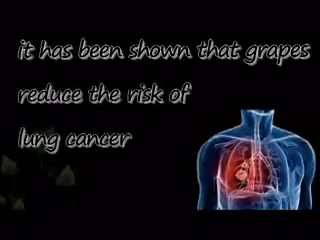 it has been shown that grapes
reduce the risk of
lung cancer